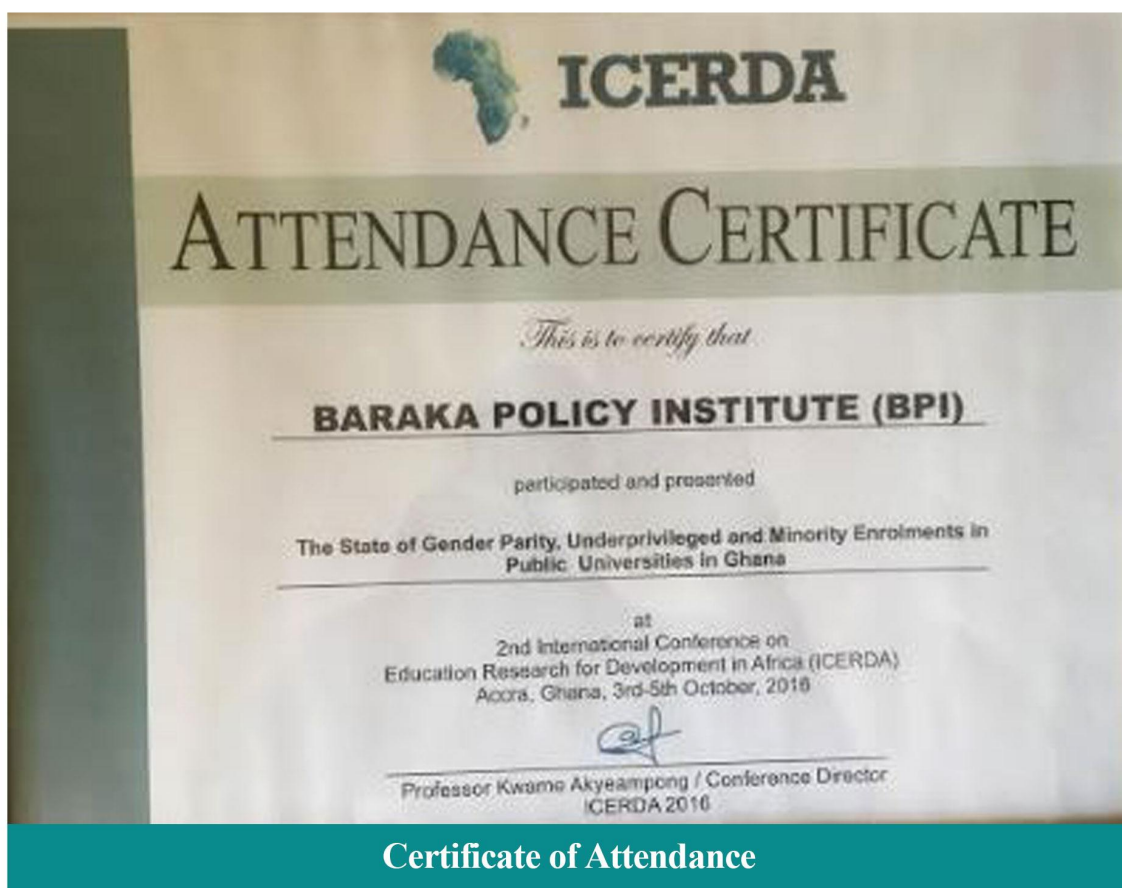 ICERDA
ATTENDANCE CERTIFICATE
This is to certify that
BARAKA POLICY INSTITUTE (BPI)
participated and presented
The State of Gender Parity, Underprivileged and Minority Enrolments in
Public Universities in Ghana
at
2nd International Conference on
Education Research for Development in Africa (ICERDA)
Accra, Ghana, 3rd-5th October, 2016
Professor Kwame Akyeampong / Conference Director
ICERDA 2016
Certificate of Attendance